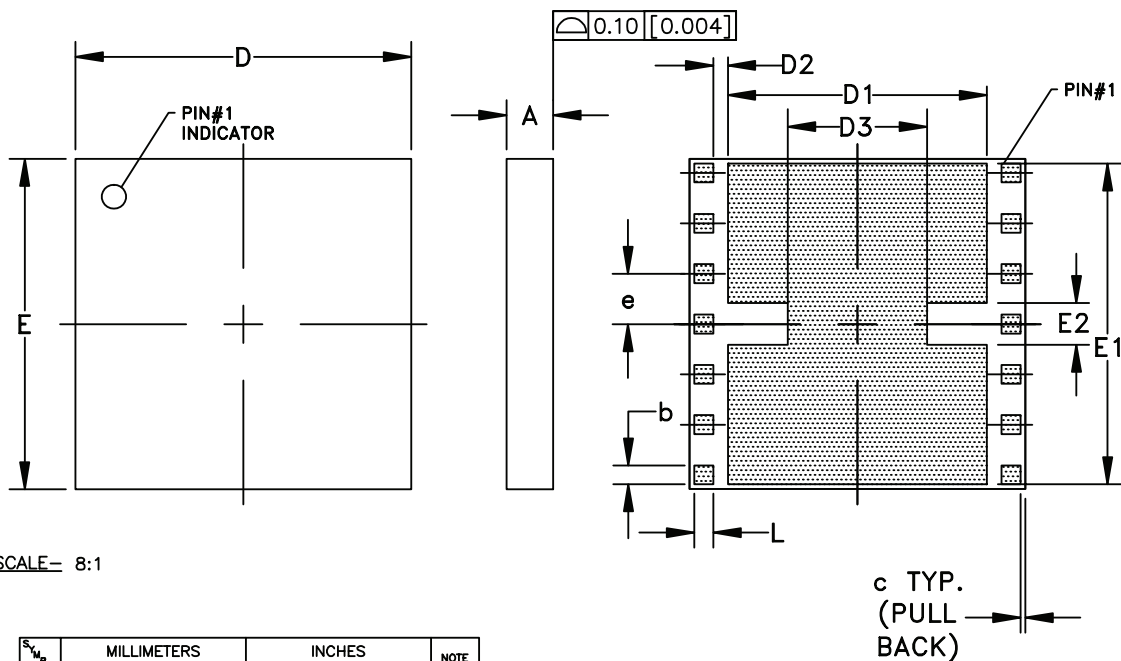 0.10 [0.004]
D
D2
D1
A
D3
PIN#1
PIN#1
INDICATOR
E
e
E2
E1
b
L
SCALE- 8:1
c TYP.
(PULL
BACK)
MILLIMETERS INCHES NOTE